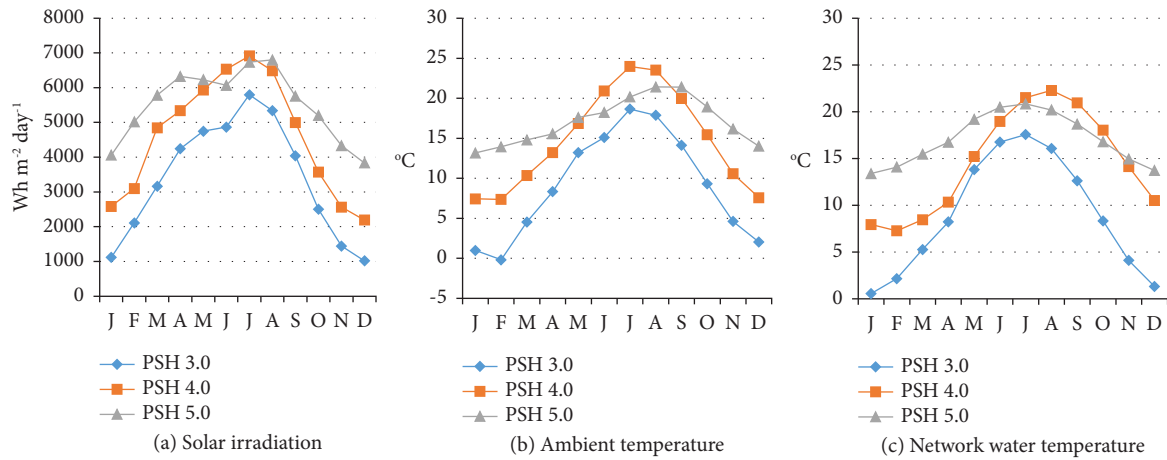 Wh m⁻² day⁻¹
8000
7000
6000
5000
4000
3000
2000
1000
0
J F M A M J J A S O N D
PSH 3.0
PSH 4.0
PSH 5.0
(a) Solar irradiation
ºC
30
25
20
15
10
5
0
-5
J F M A M J J A S O N D
PSH 3.0
PSH 4.0
PSH 5.0
(b) Ambient temperature
ºC
30
25
20
15
10
5
0
J F M A M J J A S O N D
PSH 3.0
PSH 4.0
PSH 5.0
(c) Network water temperature